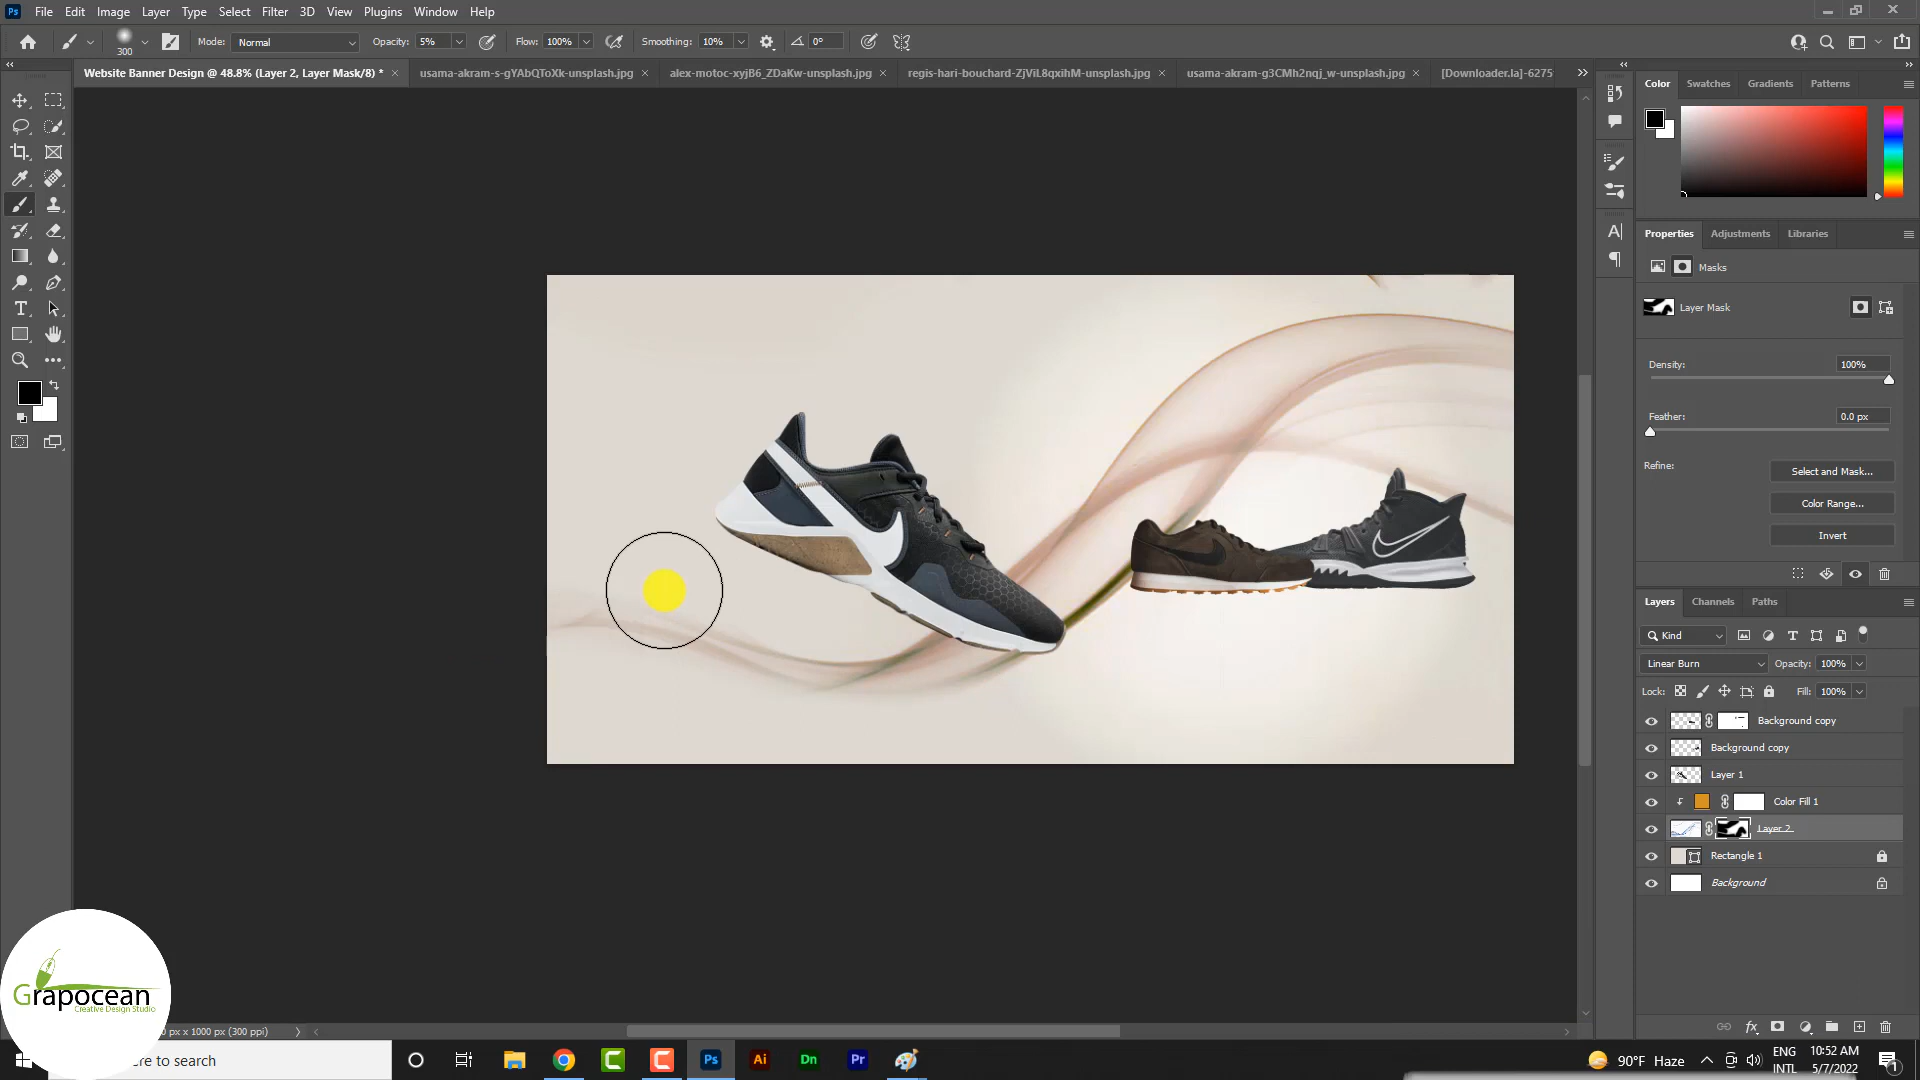 Ps File Edit Image Layer Type Select Filter 3D View Plugins Window Help
300 Mode: Normal Opacity: 5% Flow: 100% Smoothing: 10% 0°
Website Banner Design @ 48.8% (Layer 2, Layer Mask/8) * × usama-akram-s-gYAbQToXk-unsplash.jpg × alex-motoc-xyjB6_ZDaKw-unsplash.jpg × regis-hari-bouchard-ZjViL8qxihM-unsplash.jpg × usama-akram-g3CMh2nqj_w-unsplash.jpg × [Downloader.la]-6275
Color Swatches Gradients Patterns
Properties Adjustments Libraries
Masks
Layer Mask
Density: 100%
Feather: 0.0 px
Refine: Select and Mask...
Color Range...
Invert
Layers Channels Paths
Kind
Linear Burn Opacity: 100%
Lock: Fill: 100%
Background copy
Background copy
Layer 1
Color Fill 1
Layer 2
Rectangle 1
Background
Grapocean
Creative Design Studio
px x 1000 px (300 ppi)
re to search
Ps Ai Dn Pr
90°F Haze
ENG
INTL
10:52 AM
5/7/2022
1